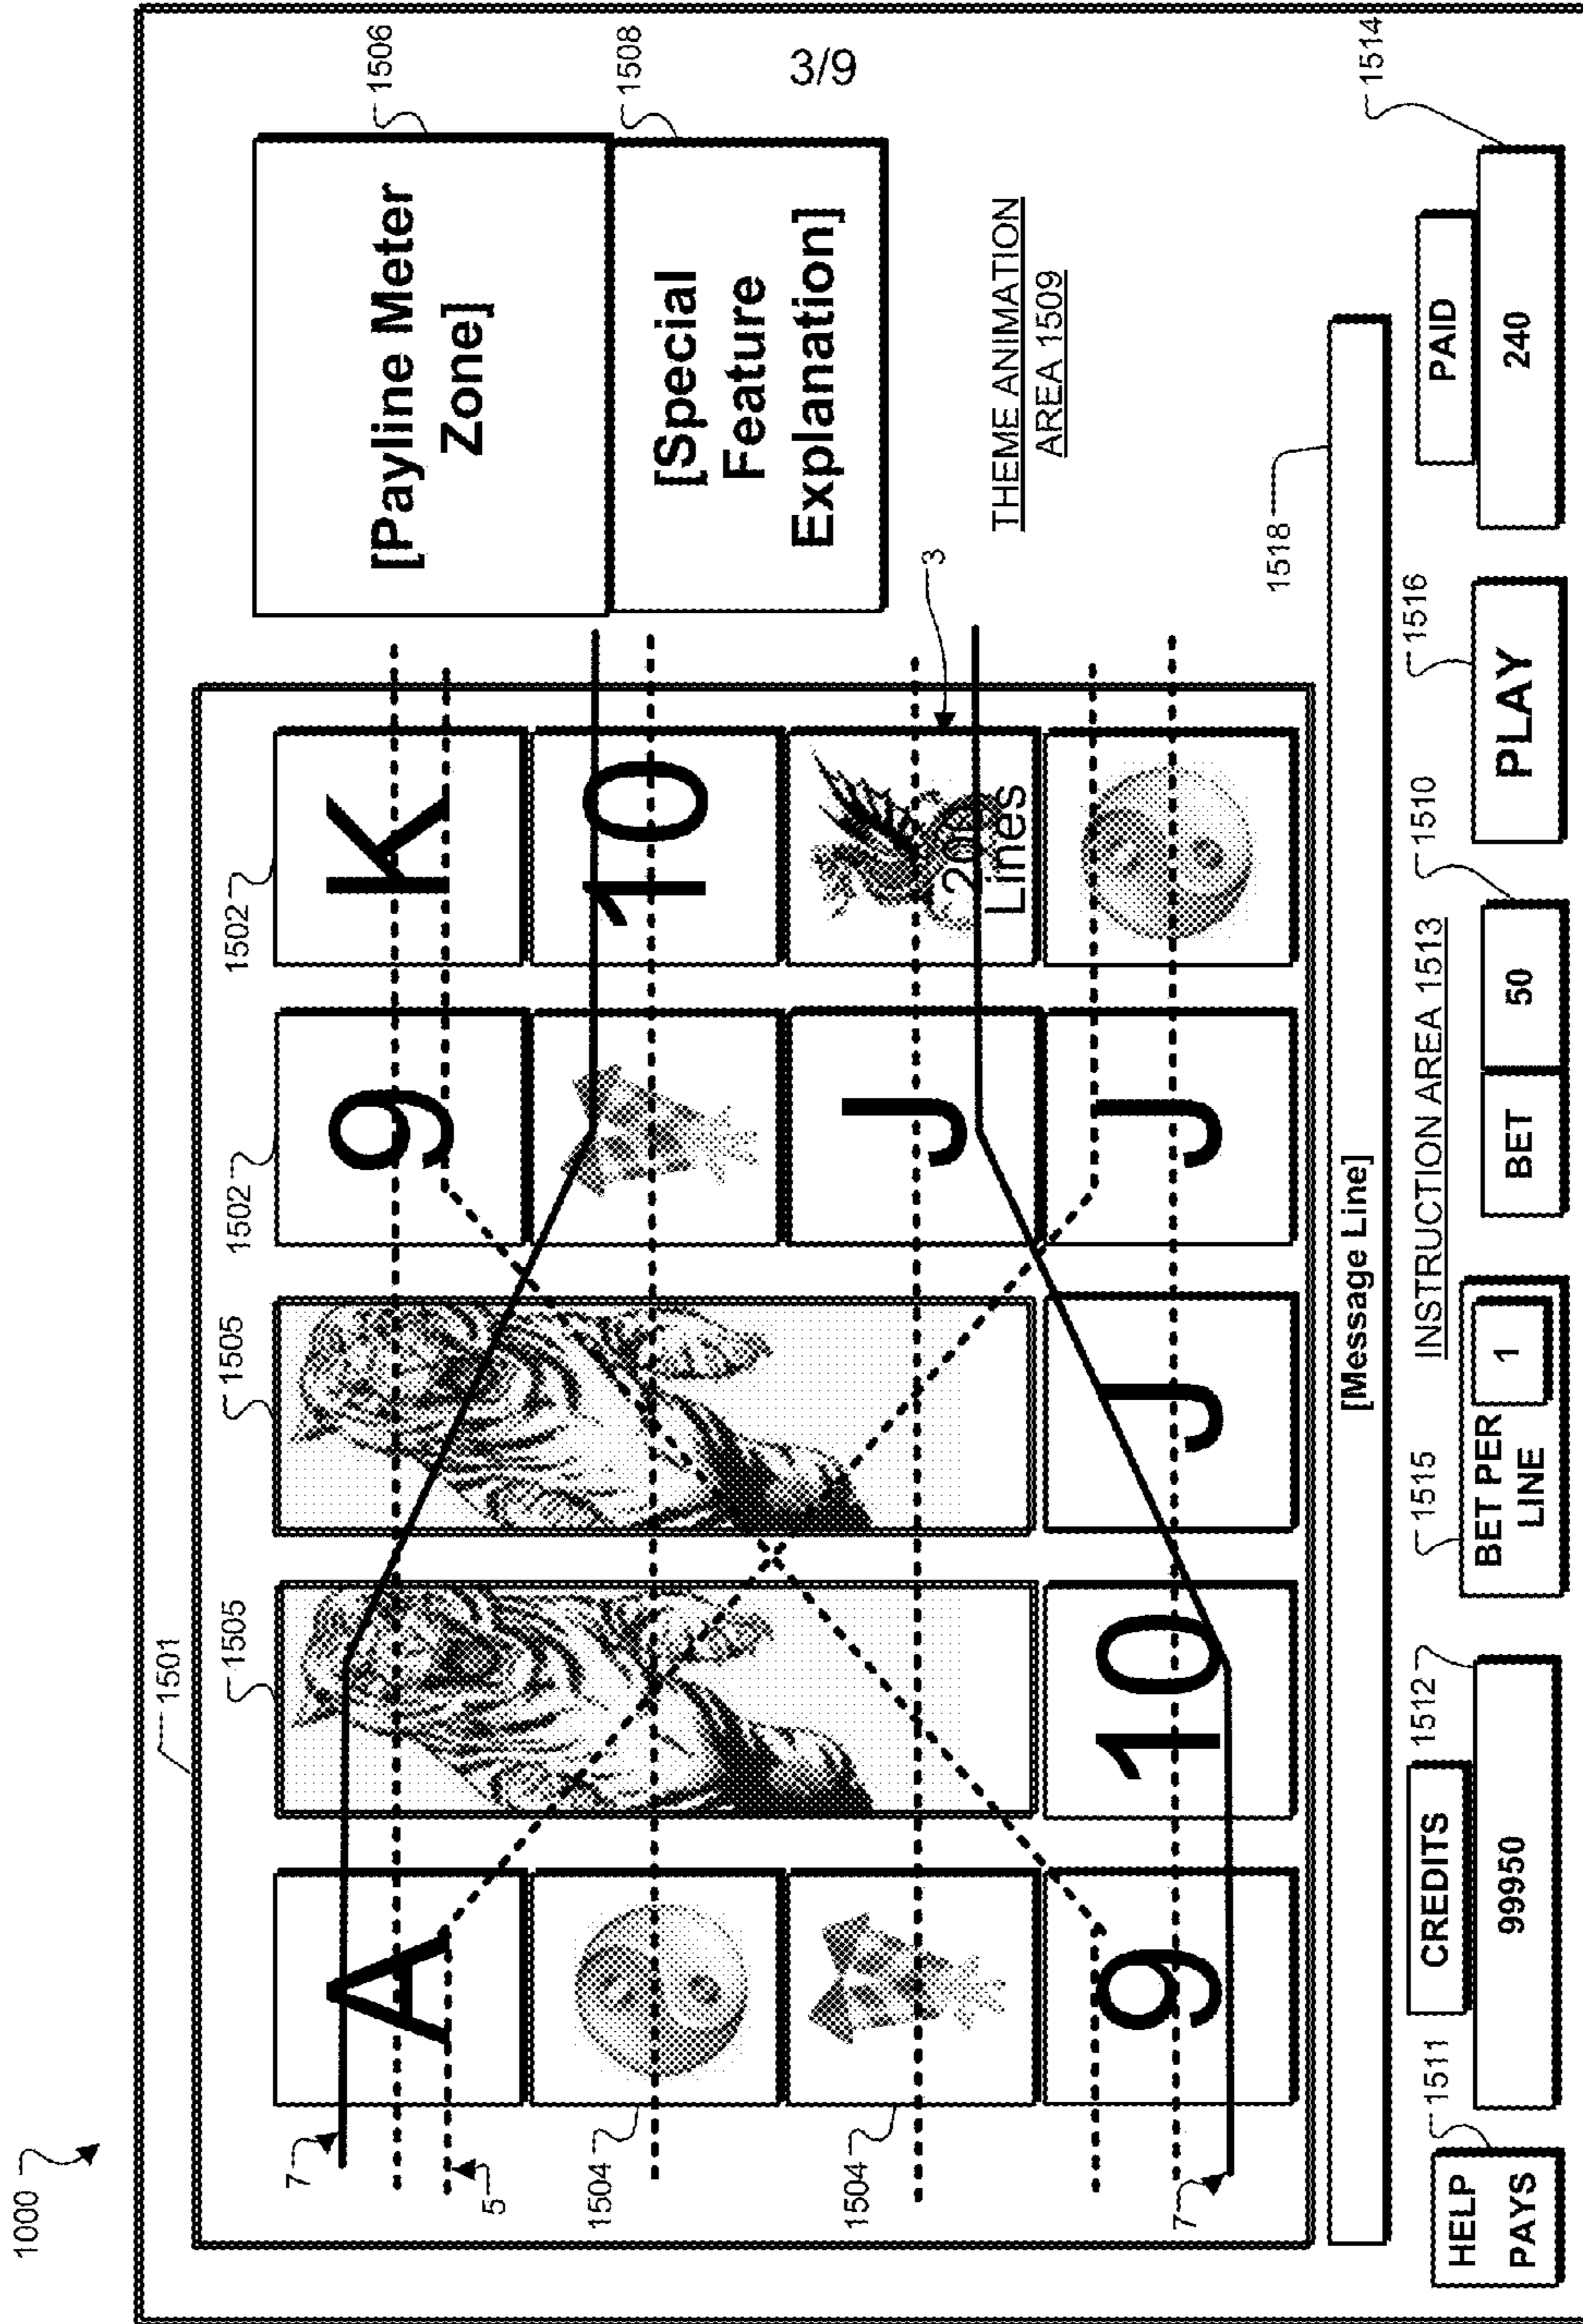 3/9
1000
1501
1505
1505
1502
1502
1506
1508
7
5
1504
1504
7
A
9
K
10
9
10
J
J
J
20
Lines
3
[Payline Meter
Zone]
[Special
Feature
Explanation]
THEME ANIMATION
AREA 1509
1518
[Message Line]
INSTRUCTION AREA 1513
1511
HELP
PAYS
CREDITS
99950
1512
1515
BET PER
LINE
1
BET
50
1510
PLAY
1516
PAID
240
1514